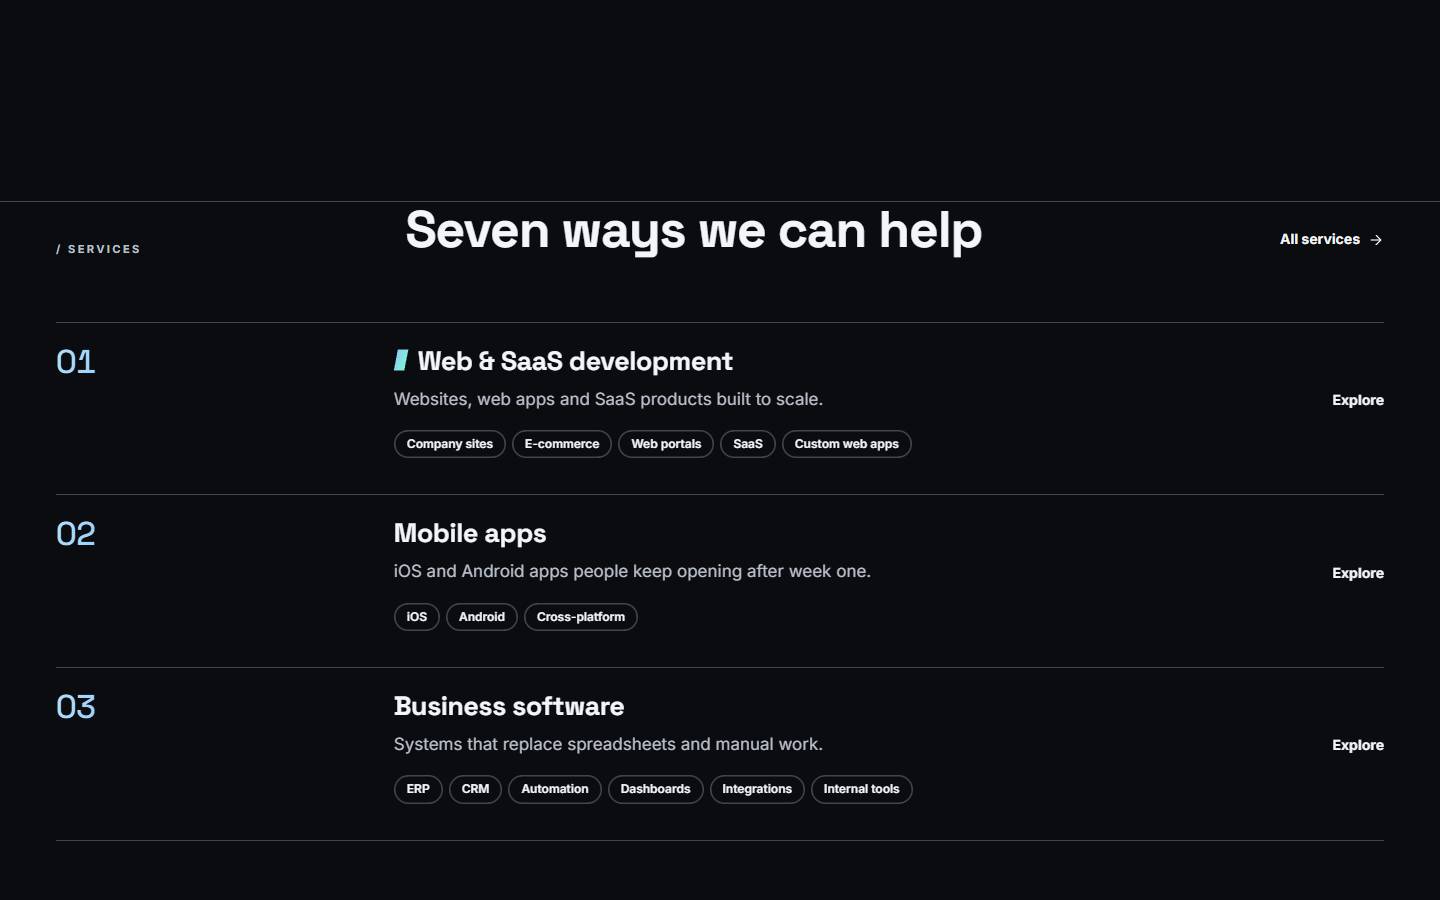 / SERVICES
Seven ways we can help
All services →
01
Web & SaaS development
Websites, web apps and SaaS products built to scale.
Explore
Company sites
E-commerce
Web portals
SaaS
Custom web apps
02
Mobile apps
iOS and Android apps people keep opening after week one.
Explore
iOS
Android
Cross-platform
03
Business software
Systems that replace spreadsheets and manual work.
Explore
ERP
CRM
Automation
Dashboards
Integrations
Internal tools